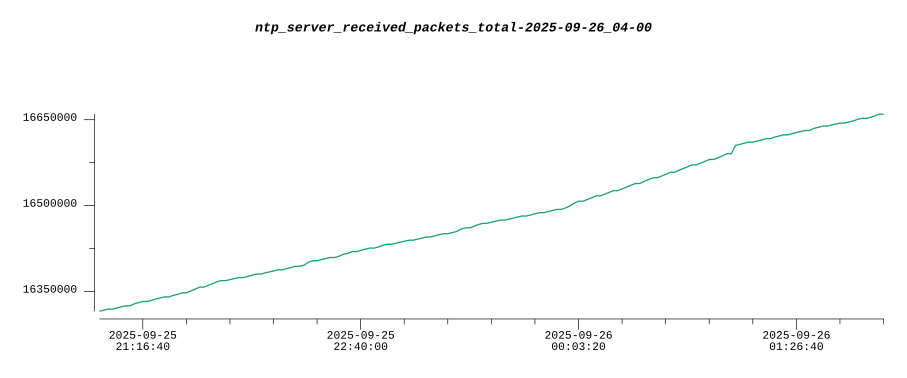 ntp_server_received_packets_total-2025-09-26_04-00
16650000
16500000
16350000
2025-09-25 2025-09-25 2025-09-26 2025-09-26
21:16:40 22:40:00 00:03:20 01:26:40